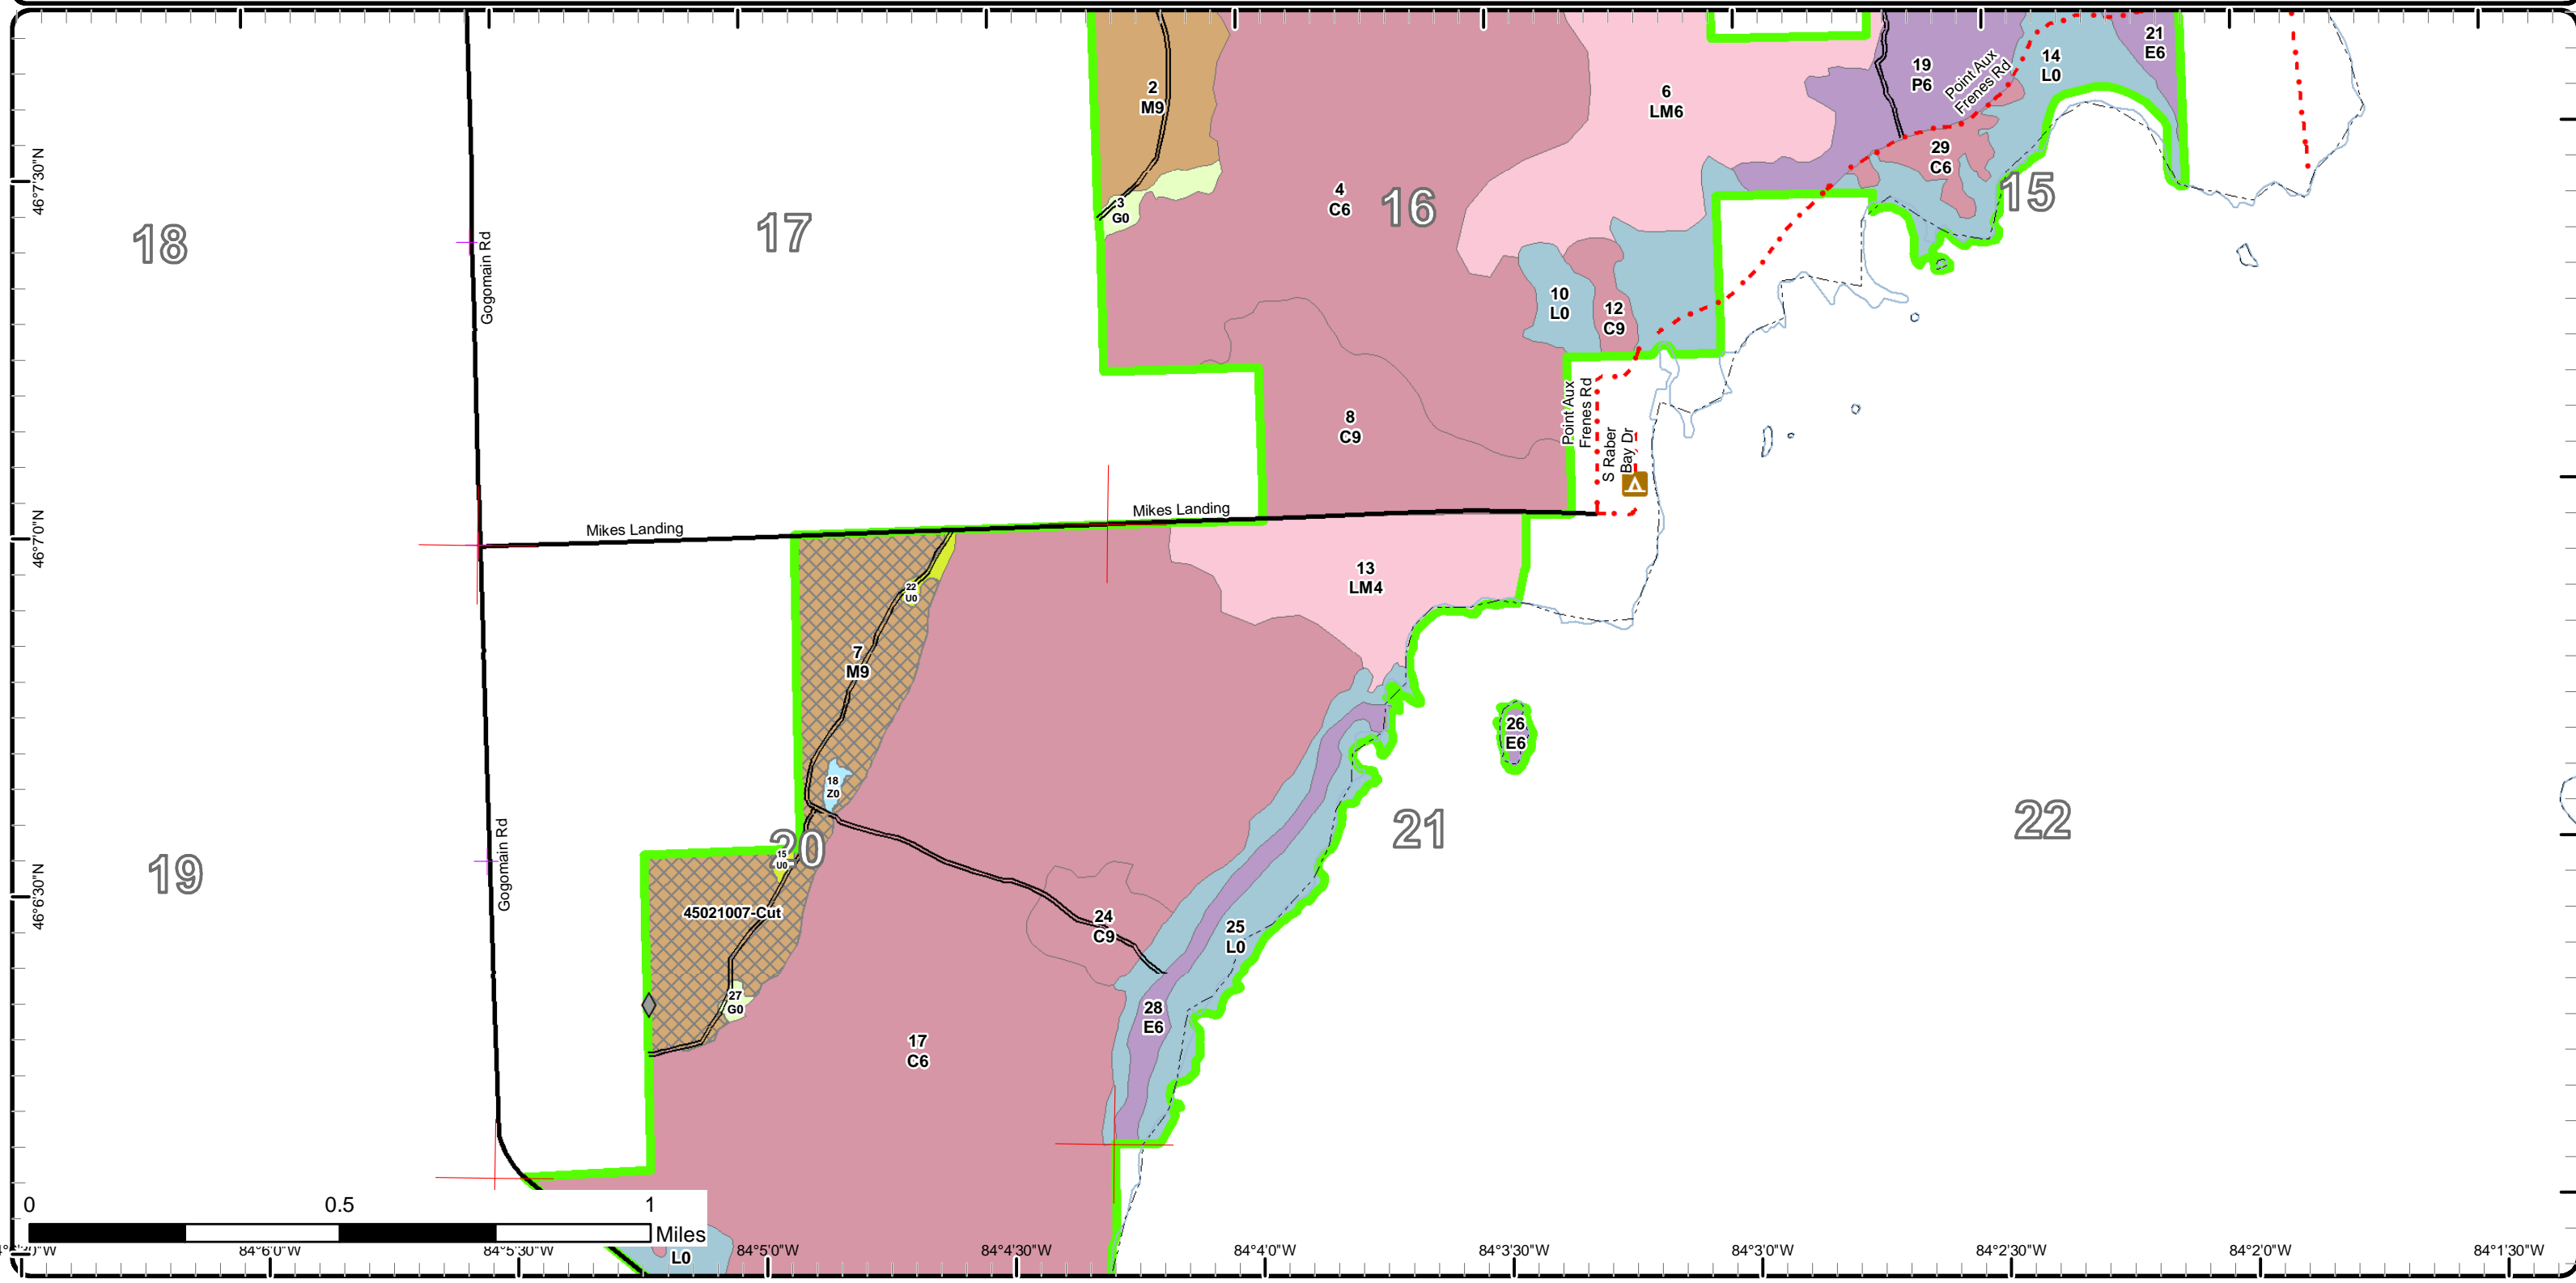 2
M9
3
G0
4
C6
6
LM6
19
P6
Point Aux
Frenes Rd
14
L0
21
E6
29
C6
15
16
17
18
46°7'30"N
Gogomain Rd
10
L0
12
C9
8
C9
Point Aux
Frenes Rd
S Raber
Bay Dr
Mikes Landing
Mikes Landing
46°7'0"N
13
LM4
22
U0
7
M9
18
Z0
26
E6
20
21
22
19
15
U0
Gogomain Rd
46°6'30"N
45021007-Cut
24
C9
25
L0
27
G0
28
E6
17
C6
0
0.5
1
Miles
L0
84°6'0"W
84°5'30"W
84°5'0"W
84°4'30"W
84°4'0"W
84°3'30"W
84°3'0"W
84°2'30"W
84°2'0"W
84°1'30"W